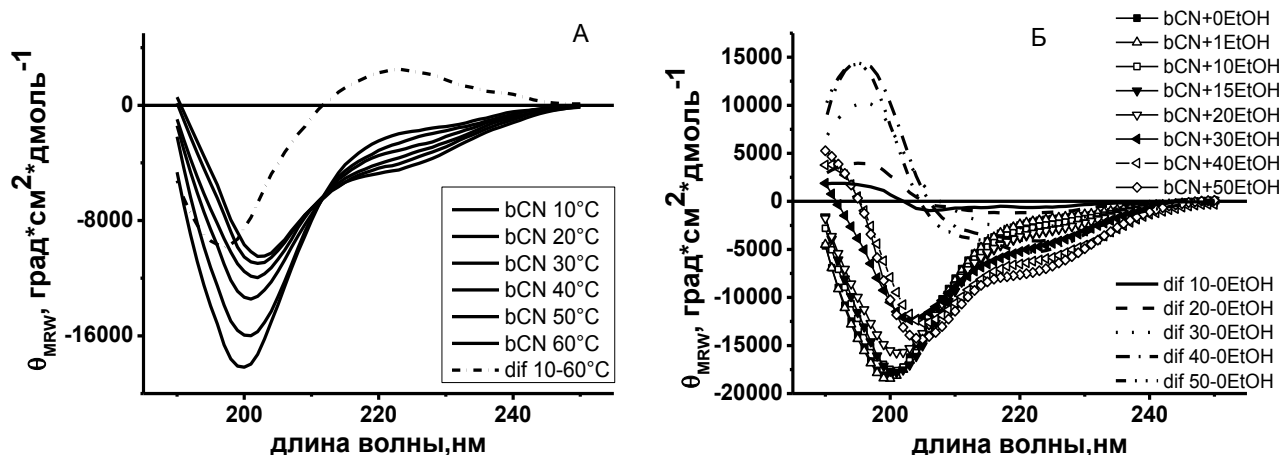 А
0
-8000
-16000
θMRW, град*см²*дмоль⁻¹
200
220
240
длина волны,нм
bCN 10°C
bCN 20°C
bCN 30°C
bCN 40°C
bCN 50°C
bCN 60°C
dif 10-60°C
Б
15000
10000
5000
0
-5000
-10000
-15000
-20000
θMRW, град*см²*дмоль⁻¹
200
220
240
длина волны,нм
bCN+0EtOH
bCN+1EtOH
bCN+10EtOH
bCN+15EtOH
bCN+20EtOH
bCN+30EtOH
bCN+40EtOH
bCN+50EtOH
dif 10-0EtOH
dif 20-0EtOH
dif 30-0EtOH
dif 40-0EtOH
dif 50-0EtOH